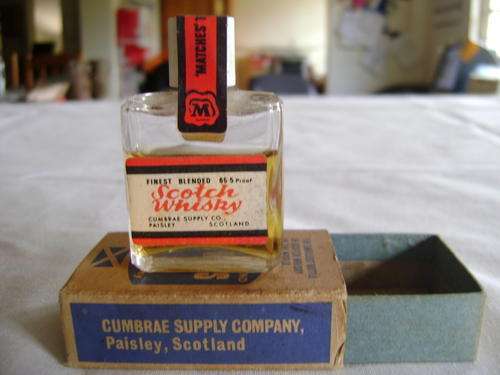 "MATCHES"
M
FINEST BLENDED 65.5 Proof
Scotch
Whisky
CUMBRAE SUPPLY CO.
PAISLEY SCOTLAND
CUMBRAE SUPPLY COMPANY,
Paisley, Scotland